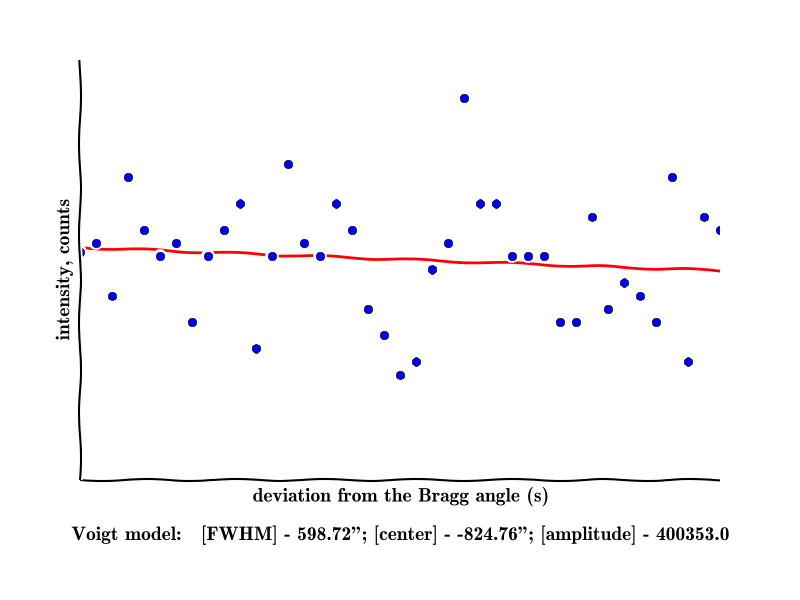 intensity, counts
deviation from the Bragg angle (s)
Voigt model: [FWHM] - 598.72”; [center] - -824.76”; [amplitude] - 400353.0